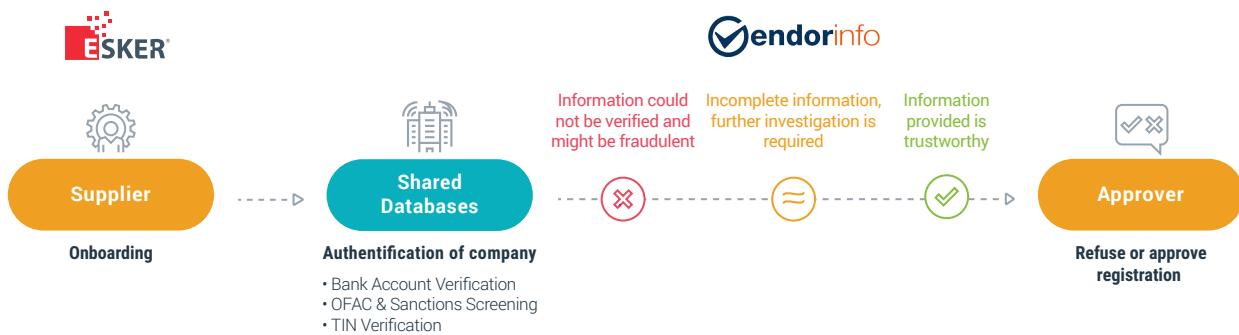 ESKER®
Vendorinfo
Information could
not be verified and
might be fraudulent
Incomplete information,
further investigation is
required
Information
provided is
trustworthy
Supplier
Shared
Databases
Approver
Onboarding
Authentification of company
• Bank Account Verification
• OFAC & Sanctions Screening
• TIN Verification
Refuse or approve
registration